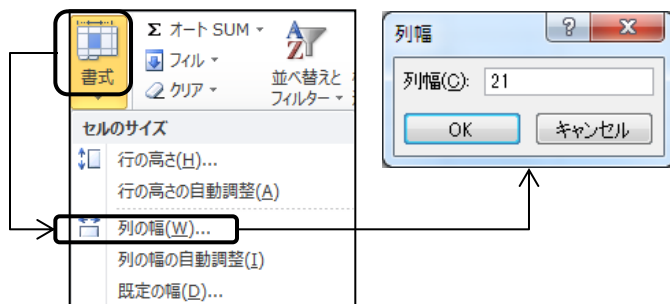 書式
Σ オート SUM
フィル
クリア
並べ替えと
フィルター
セルのサイズ
行の高さ(H)...
行の高さの自動調整(A)
列の幅(W)...
列の幅の自動調整(I)
既定の幅(D)...
列幅
列幅(C): 21
OK
キャンセル